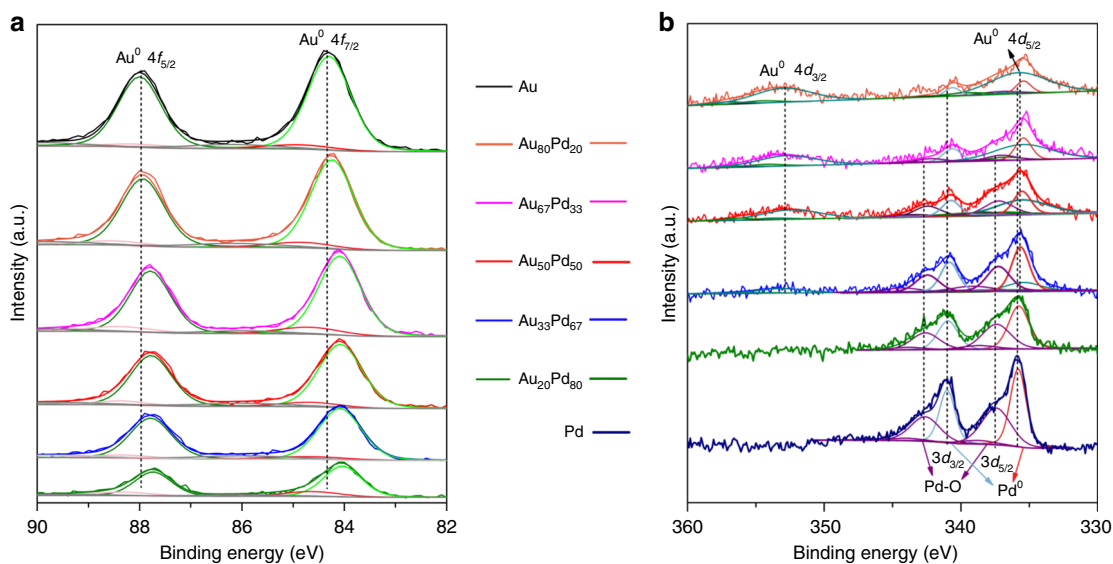 a
Au⁰ 4f₅/₂
Au⁰ 4f₇/₂
Intensity (a.u.)
90 88 86 84 82
Binding energy (eV)
Au
Au₈₀Pd₂₀
Au₆₇Pd₃₃
Au₅₀Pd₅₀
Au₃₃Pd₆₇
Au₂₀Pd₈₀
Pd
b
Au⁰ 4d₃/₂
Au⁰ 4d₅/₂
Intensity (a.u.)
3d₃/₂
3d₅/₂
Pd-O
Pd⁰
360 350 340 330
Binding energy (eV)